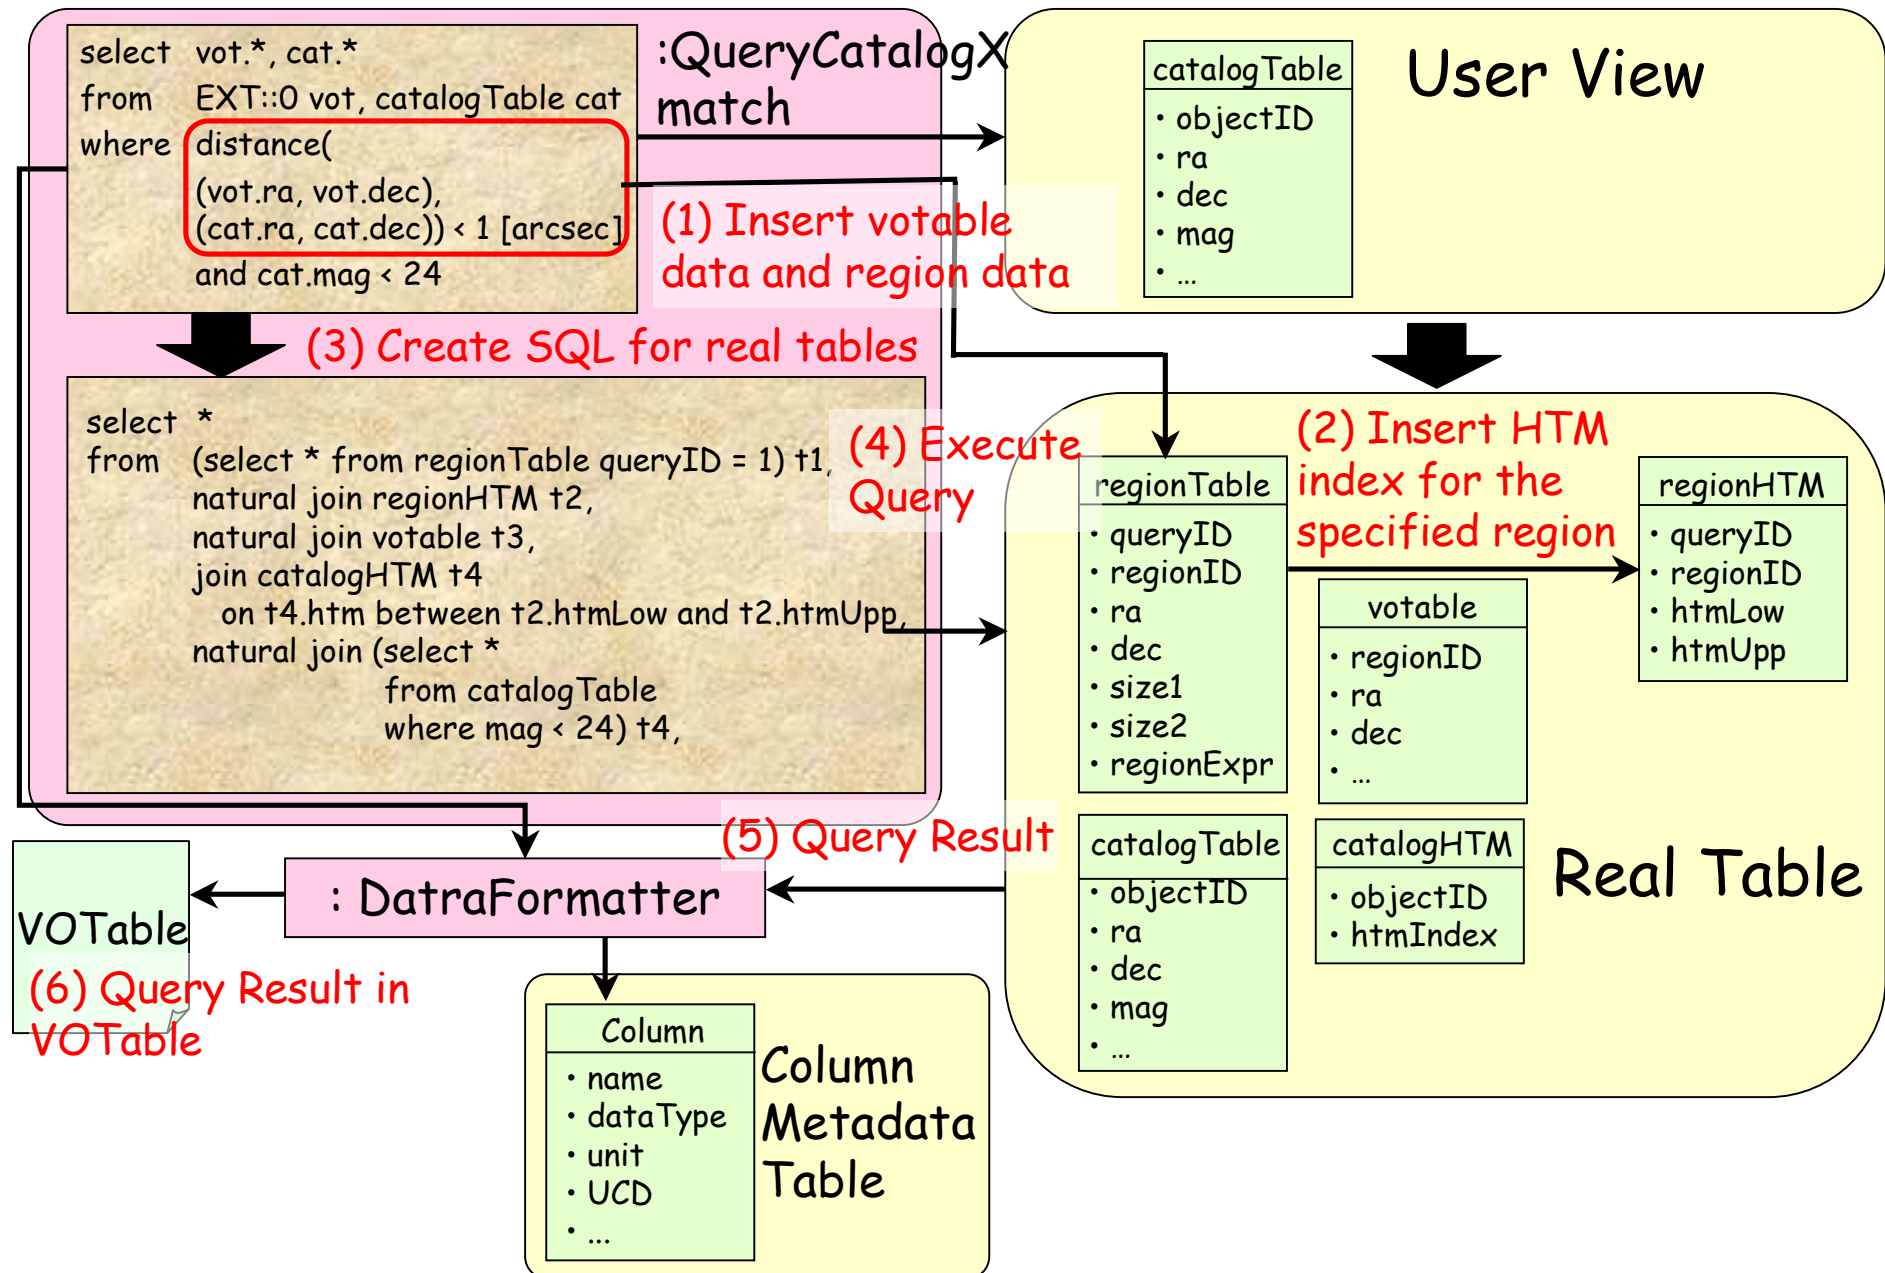 select vot.*, cat.*
from EXT::0 vot, catalogTable cat
where distance(
(vot.ra, vot.dec),
(cat.ra, cat.dec)) < 1 [arcsec]
and cat.mag < 24
:QueryCatalogX
match
(1) Insert votable
data and region data
(3) Create SQL for real tables
select *
from (select * from regionTable queryID = 1) t1,
natural join regionHTM t2,
natural join votable t3,
join catalogHTM t4
on t4.htm between t2.htmLow and t2.htmUpp,
natural join (select *
from catalogTable
where mag < 24) t4,
(4) Execute
Query
User View
catalogTable
・objectID
・ra
・dec
・mag
・...
(2) Insert HTM
index for the
specified region
regionTable
・queryID
・regionID
・ra
・dec
・size1
・size2
・regionExpr
regionHTM
・queryID
・regionID
・htmLow
・htmUpp
votable
・regionID
・ra
・dec
・...
catalogTable
・objectID
・ra
・dec
・mag
・...
catalogHTM
・objectID
・htmIndex
Real Table
(5) Query Result
: DatraFormatter
VOTable
(6) Query Result in
VOTable
Column
・name
・dataType
・unit
・UCD
・...
Column
Metadata
Table